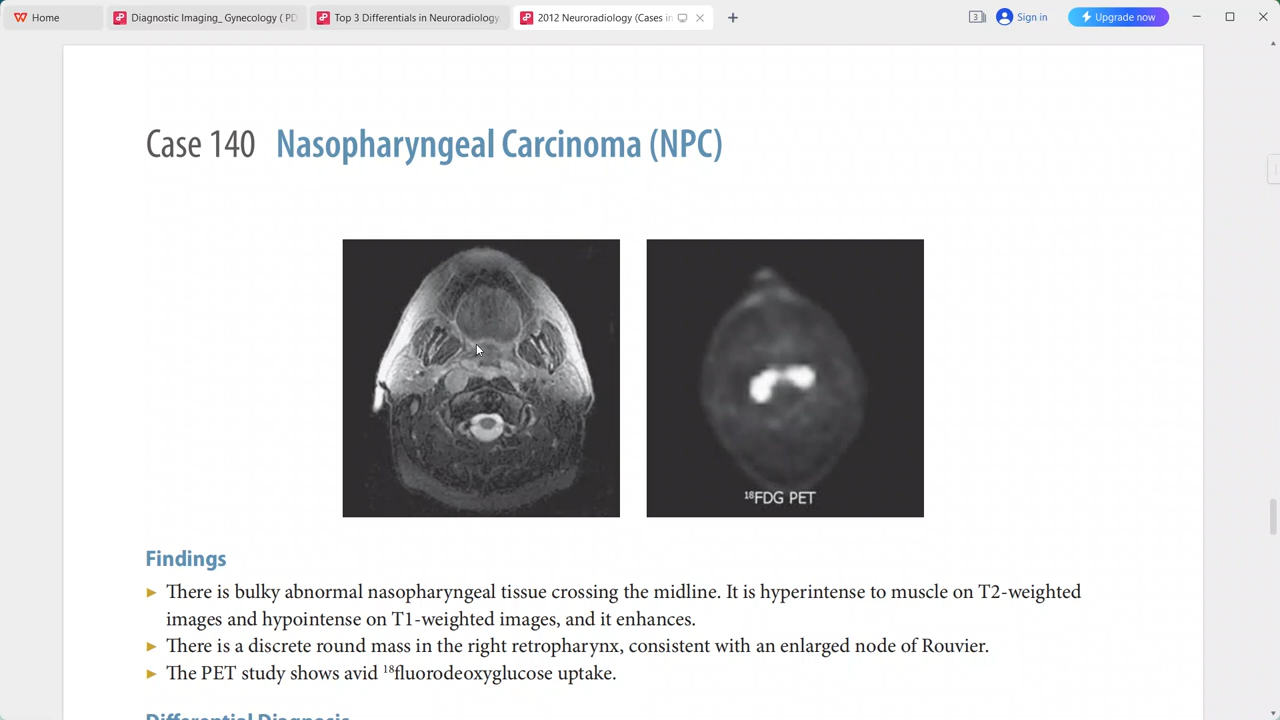 Home
Diagnostic Imaging_ Gynecology ( PD
Top 3 Differentials in Neuroradiology
2012 Neuroradiology (Cases in
3
Sign in
Upgrade now
Case 140 Nasopharyngeal Carcinoma (NPC)
18FDG PET
Findings
► There is bulky abnormal nasopharyngeal tissue crossing the midline. It is hyperintense to muscle on T2-weighted
images and hypointense on T1-weighted images, and it enhances.
► There is a discrete round mass in the right retropharynx, consistent with an enlarged node of Rouvier.
► The PET study shows avid 18fluorodeoxyglucose uptake.
Differential Diagnosis